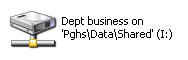 Dept business on
'Pghs\Data\Shared' (I:)